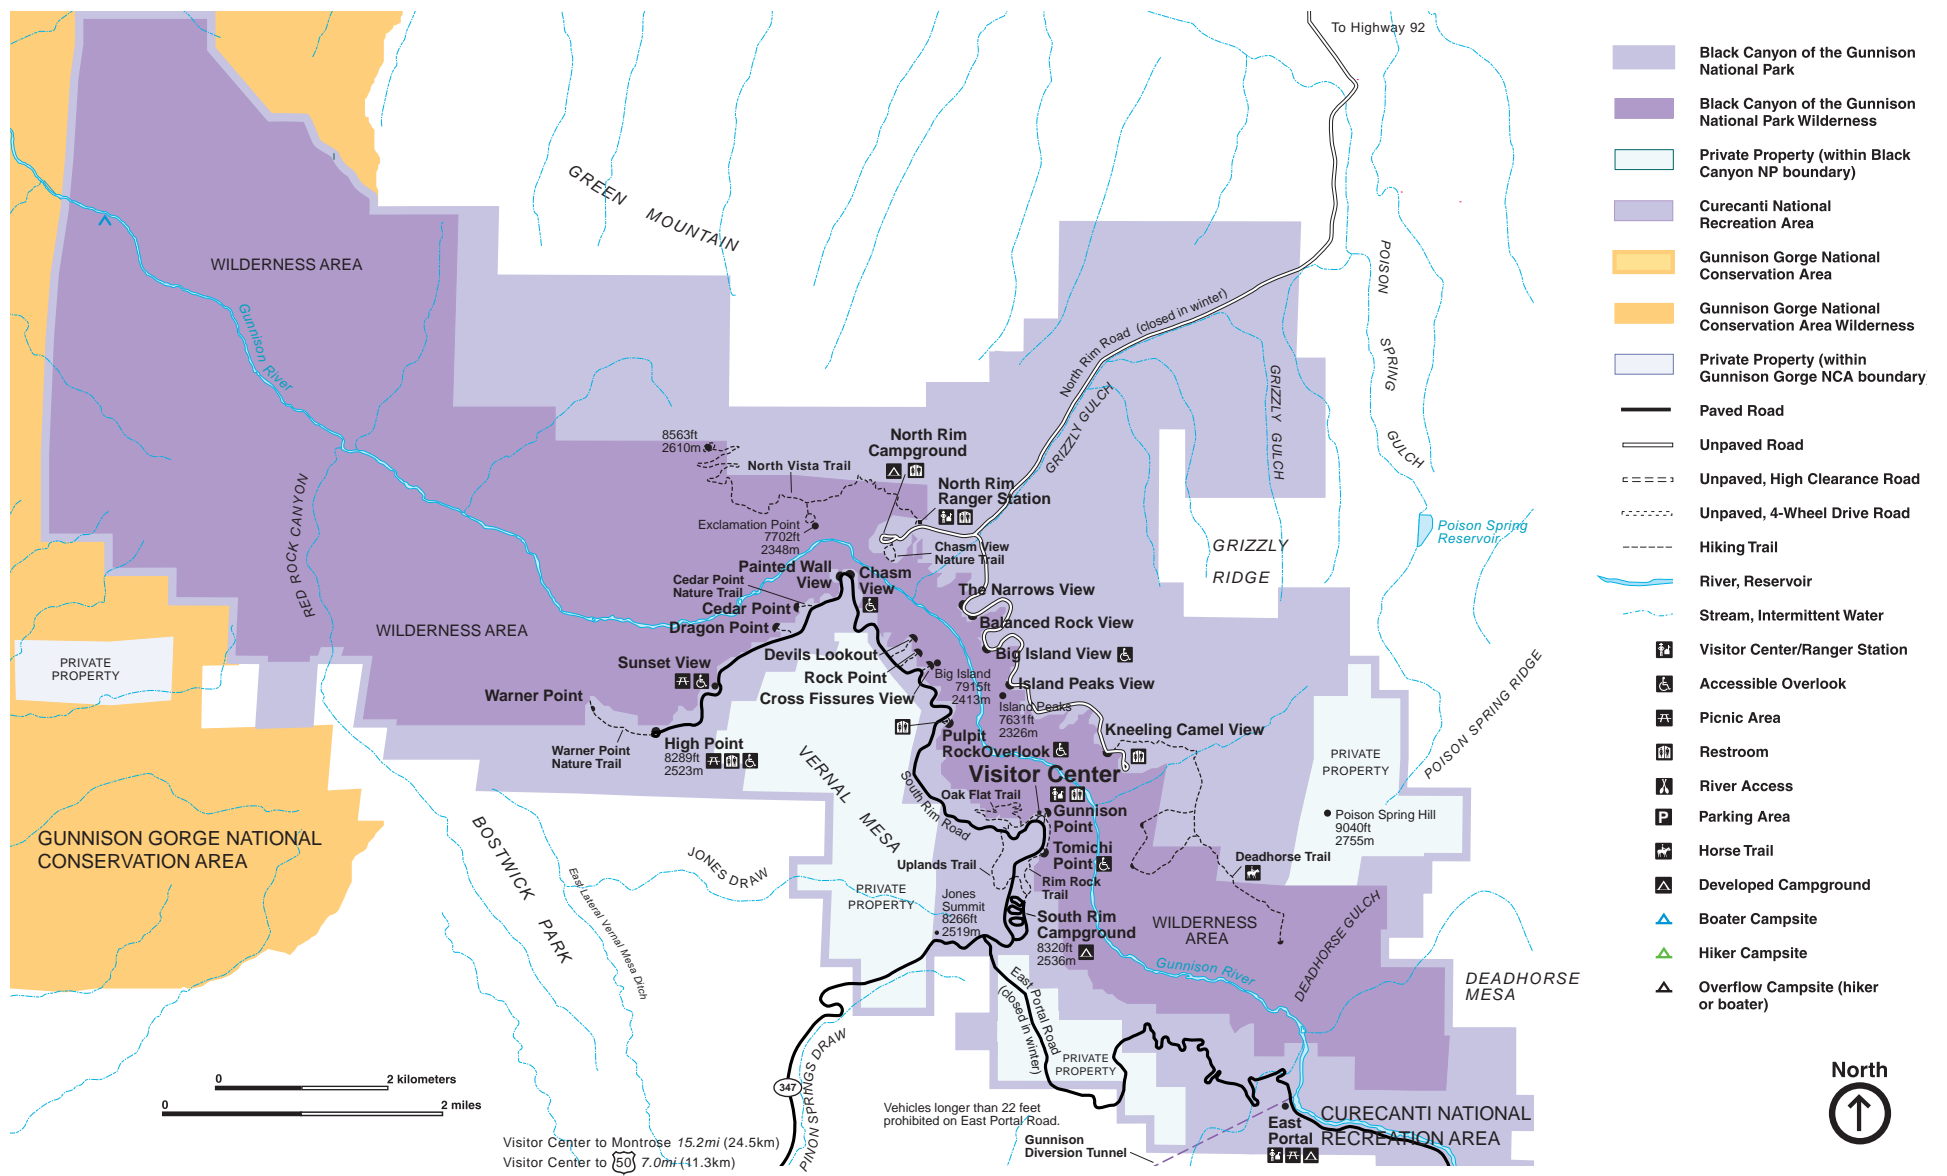 To Highway 92
GREEN MOUNTAIN
WILDERNESS AREA
Gunnison River
POISON SPRING GULCH
North Rim Road (closed in winter)
GRIZZLY GULCH
GRIZZLY GULCH
8563ft
2610m
North Vista Trail
North Rim
Campground
North Rim
Ranger Station
Exclamation Point
7702ft
2348m
Chasm View
Nature Trail
Poison Spring
Reservoir
GRIZZLY
RIDGE
RED ROCK CANYON
Painted Wall
View
Chasm
View
Cedar Point
Nature Trail
Cedar Point
Dragon Point
The Narrows View
Balanced Rock View
WILDERNESS AREA
PRIVATE
PROPERTY
Devils Lookout
Big Island View
Sunset View
Rock Point
Big Island
7915ft
2413m
Island Peaks View
Warner Point
Cross Fissures View
Island Peaks
7631ft
2326m
Kneeling Camel View
POISON SPRING RIDGE
Warner Point
Nature Trail
High Point
8289ft
2523m
VERNAL MESA
Pulpit
Rock Overlook
PRIVATE
PROPERTY
Visitor Center
South Rim Road
Oak Flat Trail
Gunnison
Point
Poison Spring Hill
9040ft
2755m
GUNNISON GORGE NATIONAL
CONSERVATION AREA
BOSTWICK PARK
JONES DRAW
Uplands Trail
Tomichi
Point
Deadhorse Trail
Rim Rock
Trail
East Lateral Vernal Mesa Ditch
PRIVATE
PROPERTY
Jones
Summit
8266ft
2519m
South Rim
Campground
8320ft
2536m
WILDERNESS
AREA
DEADHORSE GULCH
Gunnison River
DEADHORSE
MESA
East Portal Road
(closed in winter)
PINON SPRINGS DRAW
PRIVATE
PROPERTY
347
0 2 kilometers
0 2 miles
Vehicles longer than 22 feet
prohibited on East Portal Road.
CURECANTI NATIONAL
RECREATION AREA
East
Portal
Gunnison
Diversion Tunnel
Visitor Center to Montrose 15.2mi (24.5km)
Visitor Center to 50 7.0mi (11.3km)
Black Canyon of the Gunnison
National Park
Black Canyon of the Gunnison
National Park Wilderness
Private Property (within Black
Canyon NP boundary)
Curecanti National
Recreation Area
Gunnison Gorge National
Conservation Area
Gunnison Gorge National
Conservation Area Wilderness
Private Property (within
Gunnison Gorge NCA boundary
Paved Road
Unpaved Road
Unpaved, High Clearance Road
Unpaved, 4-Wheel Drive Road
Hiking Trail
River, Reservoir
Stream, Intermittent Water
Visitor Center/Ranger Station
Accessible Overlook
Picnic Area
Restroom
River Access
P Parking Area
Horse Trail
Developed Campground
Boater Campsite
Hiker Campsite
Overflow Campsite (hiker
or boater)
North